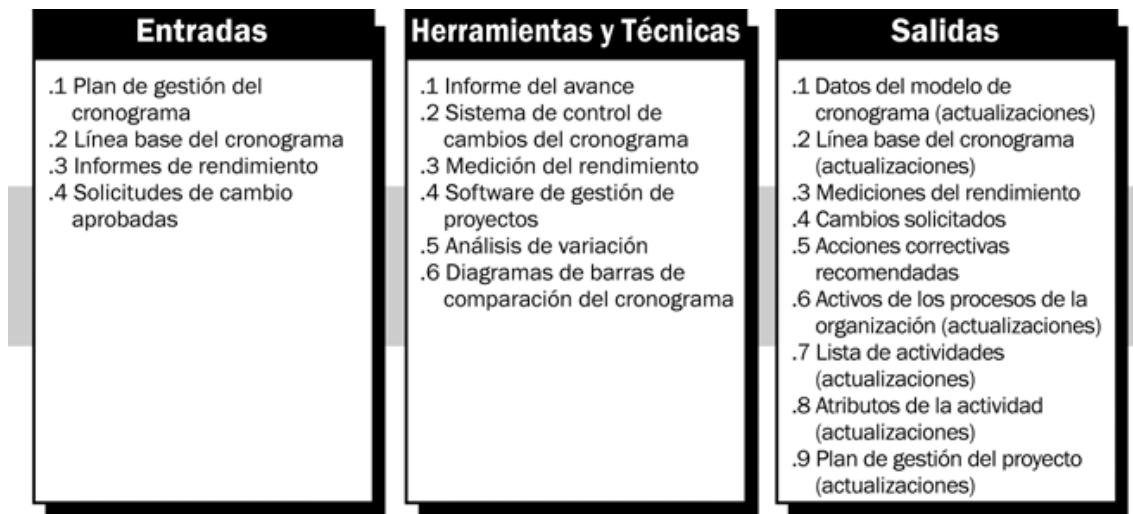 Entradas
.1 Plan de gestión del
cronograma
.2 Línea base del cronograma
.3 Informes de rendimiento
.4 Solicitudes de cambio
aprobadas
Herramientas y Técnicas
.1 Informe del avance
.2 Sistema de control de
cambios del cronograma
.3 Medición del rendimiento
.4 Software de gestión de
proyectos
.5 Análisis de variación
.6 Diagramas de barras de
comparación del cronograma
Salidas
.1 Datos del modelo de
cronograma (actualizaciones)
.2 Línea base del cronograma
(actualizaciones)
.3 Mediciones del rendimiento
.4 Cambios solicitados
.5 Acciones correctivas
recomendadas
.6 Activos de los procesos de la
organización (actualizaciones)
.7 Lista de actividades
(actualizaciones)
.8 Atributos de la actividad
(actualizaciones)
.9 Plan de gestión del proyecto
(actualizaciones)